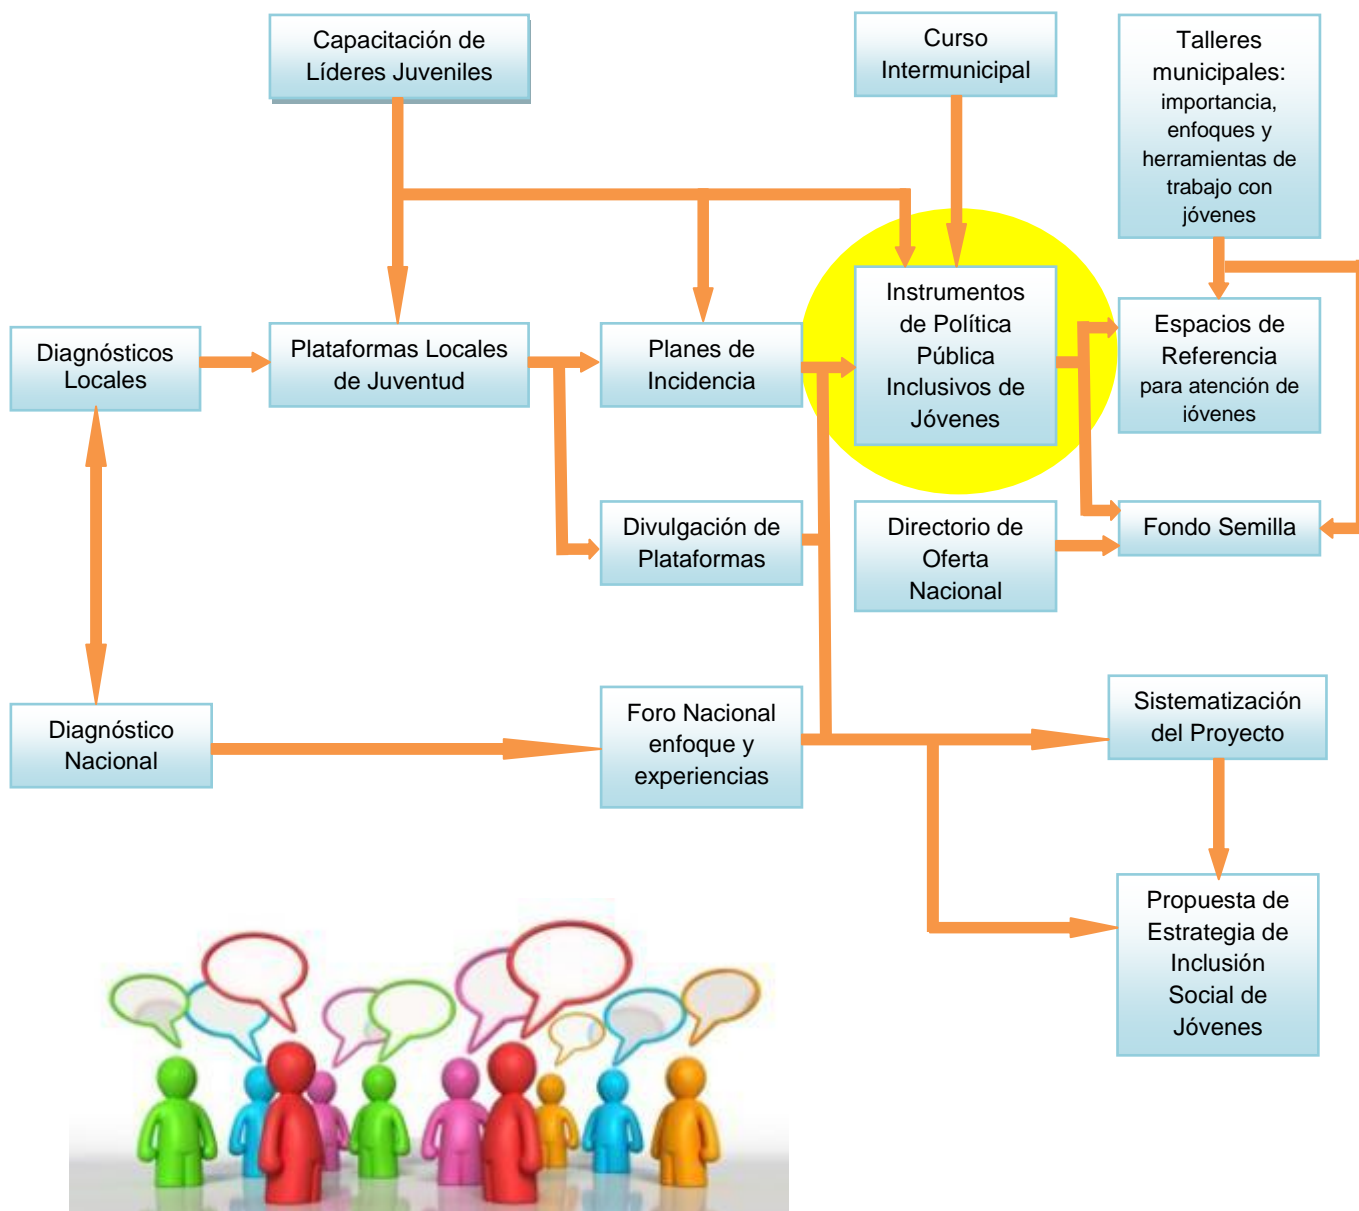 Capacitación de
Líderes Juveniles
Curso
Intermunicipal
Talleres
municipales:
importancia,
enfoques y
herramientas de
trabajo con
jóvenes
Diagnósticos
Locales
Plataformas Locales
de Juventud
Planes de
Incidencia
Instrumentos
de Política
Pública
Inclusivos de
Jóvenes
Espacios de
Referencia
para atención de
jóvenes
Divulgación de
Plataformas
Directorio de
Oferta
Nacional
Fondo Semilla
Diagnóstico
Nacional
Foro Nacional
enfoque y
experiencias
Sistematización
del Proyecto
Propuesta de
Estrategia de
Inclusión
Social de
Jóvenes